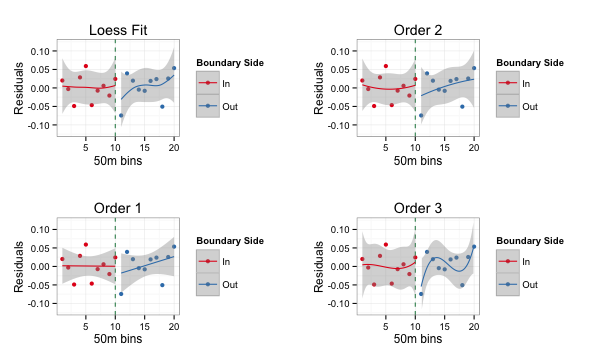 Loess Fit
0.10
0.05
0.00
-0.05
-0.10
Residuals
5 10 15 20
50m bins
Boundary Side
In
Out
Order 2
0.10
0.05
0.00
-0.05
-0.10
Residuals
5 10 15 20
50m bins
Boundary Side
In
Out
Order 1
0.10
0.05
0.00
-0.05
-0.10
Residuals
5 10 15 20
50m bins
Boundary Side
In
Out
Order 3
0.10
0.05
0.00
-0.05
-0.10
Residuals
5 10 15 20
50m bins
Boundary Side
In
Out